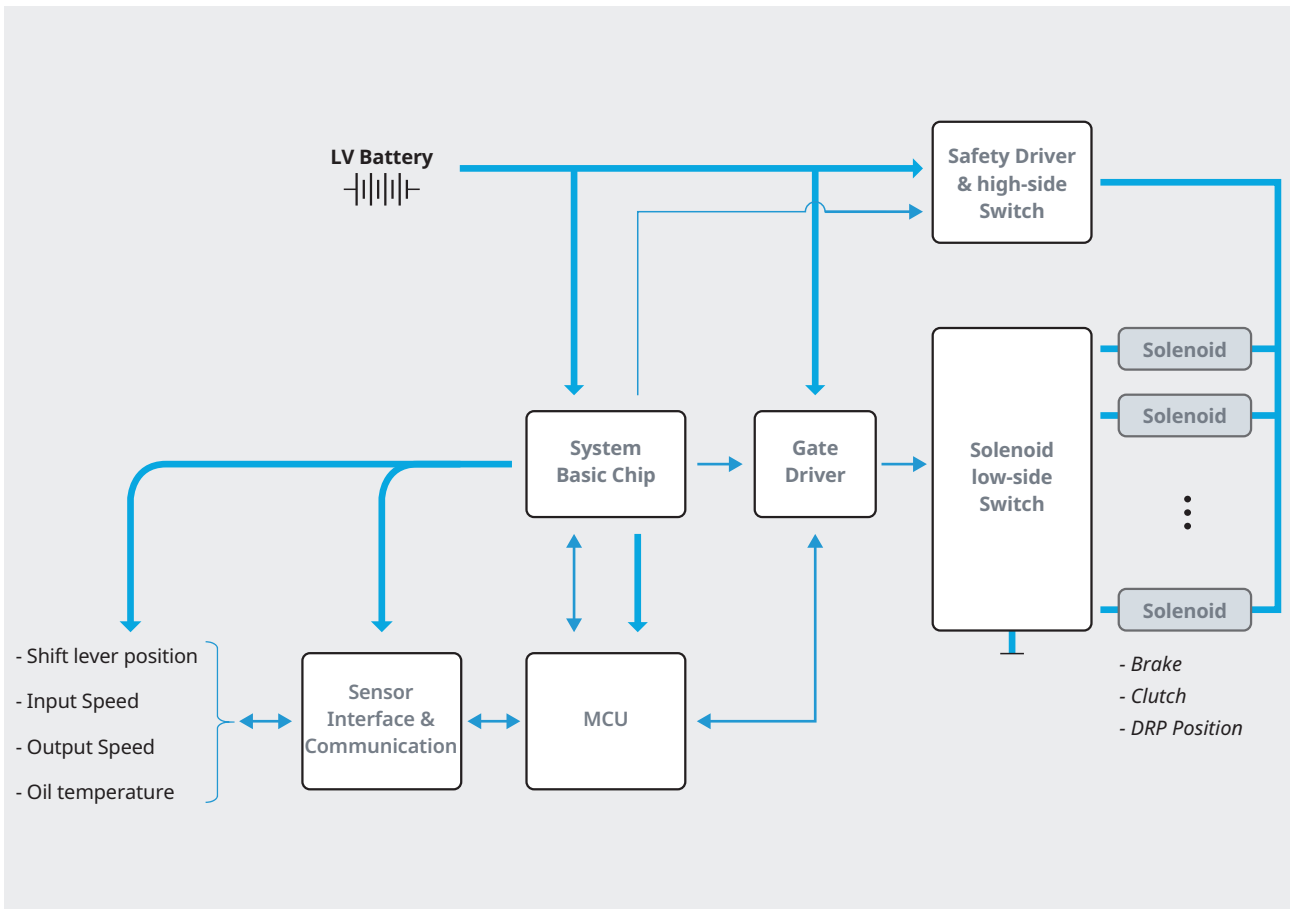 LV Battery
Safety Driver
& high-side
Switch
Solenoid
Solenoid
System
Basic Chip
Gate
Driver
Solenoid
low-side
Switch
Solenoid
- Shift lever position
- Input Speed
- Output Speed
- Oil temperature
Sensor
Interface &
Communication
MCU
- Brake
- Clutch
- DRP Position